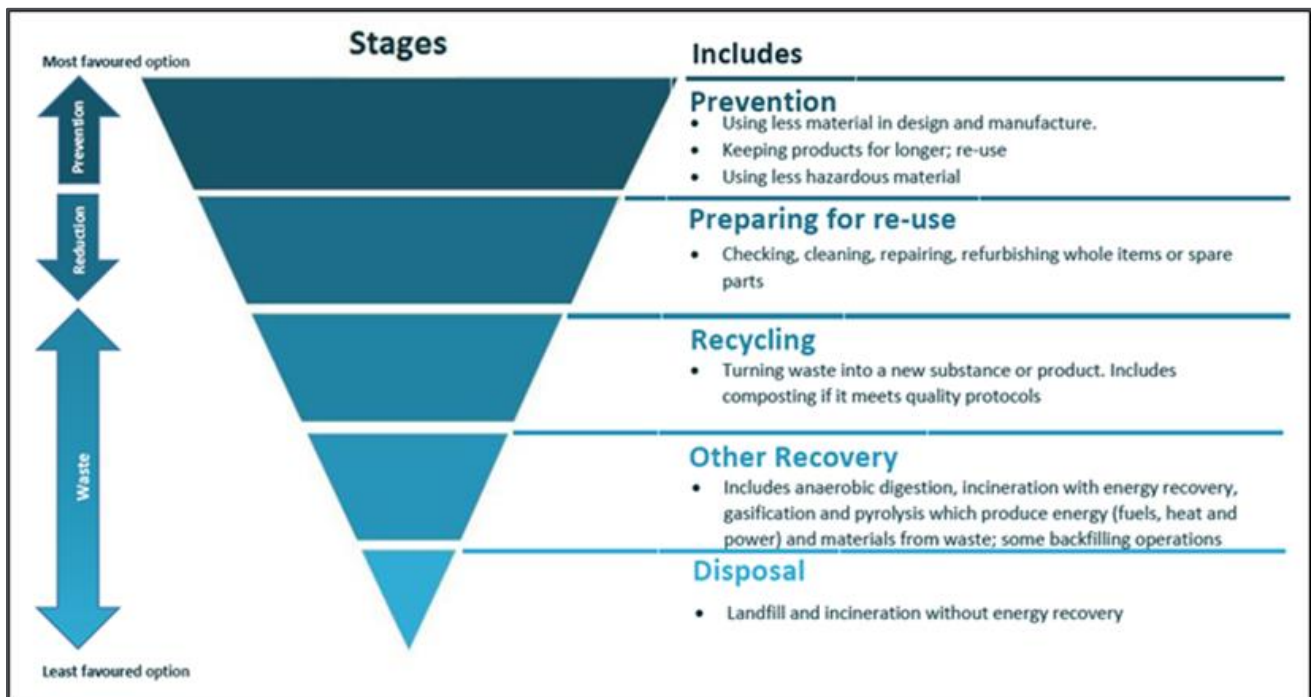 Stages
Most favoured option
Includes
Prevention
Prevention
• Using less material in design and manufacture.
• Keeping products for longer; re-use
• Using less hazardous material
Reduction
Preparing for re-use
• Checking, cleaning, repairing, refurbishing whole items or spare
parts
Waste
Recycling
• Turning waste into a new substance or product. Includes
composting if it meets quality protocols
Other Recovery
• Includes anaerobic digestion, incineration with energy recovery,
gasification and pyrolysis which produce energy (fuels, heat and
power) and materials from waste; some backfilling operations
Disposal
• Landfill and incineration without energy recovery
Least favoured option